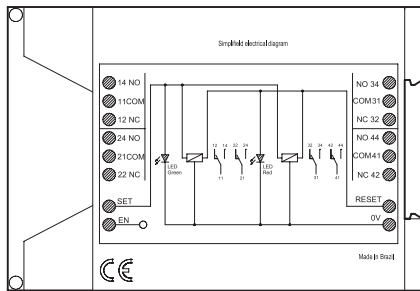 Simplifield electrical diagram
14 NO
11COM
12 NC
24 NO
21COM
22 NC
SET
EN
LED
Green
12 14
11
22 24
21
LED
Red
32 34
31
42 44
41
NO 34
COM31
NC 32
NO 44
COM41
NC 42
RESET
0V
CE
Made in Brazil